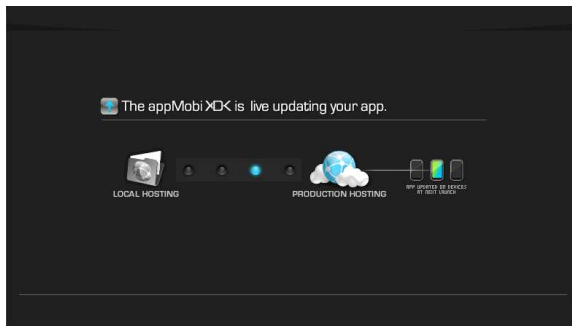 The appMobi XDK is live updating your app.
LOCAL HOSTING
PRODUCTION HOSTING
APP UPDATED ON DEVICES
AT NEXT LAUNCH